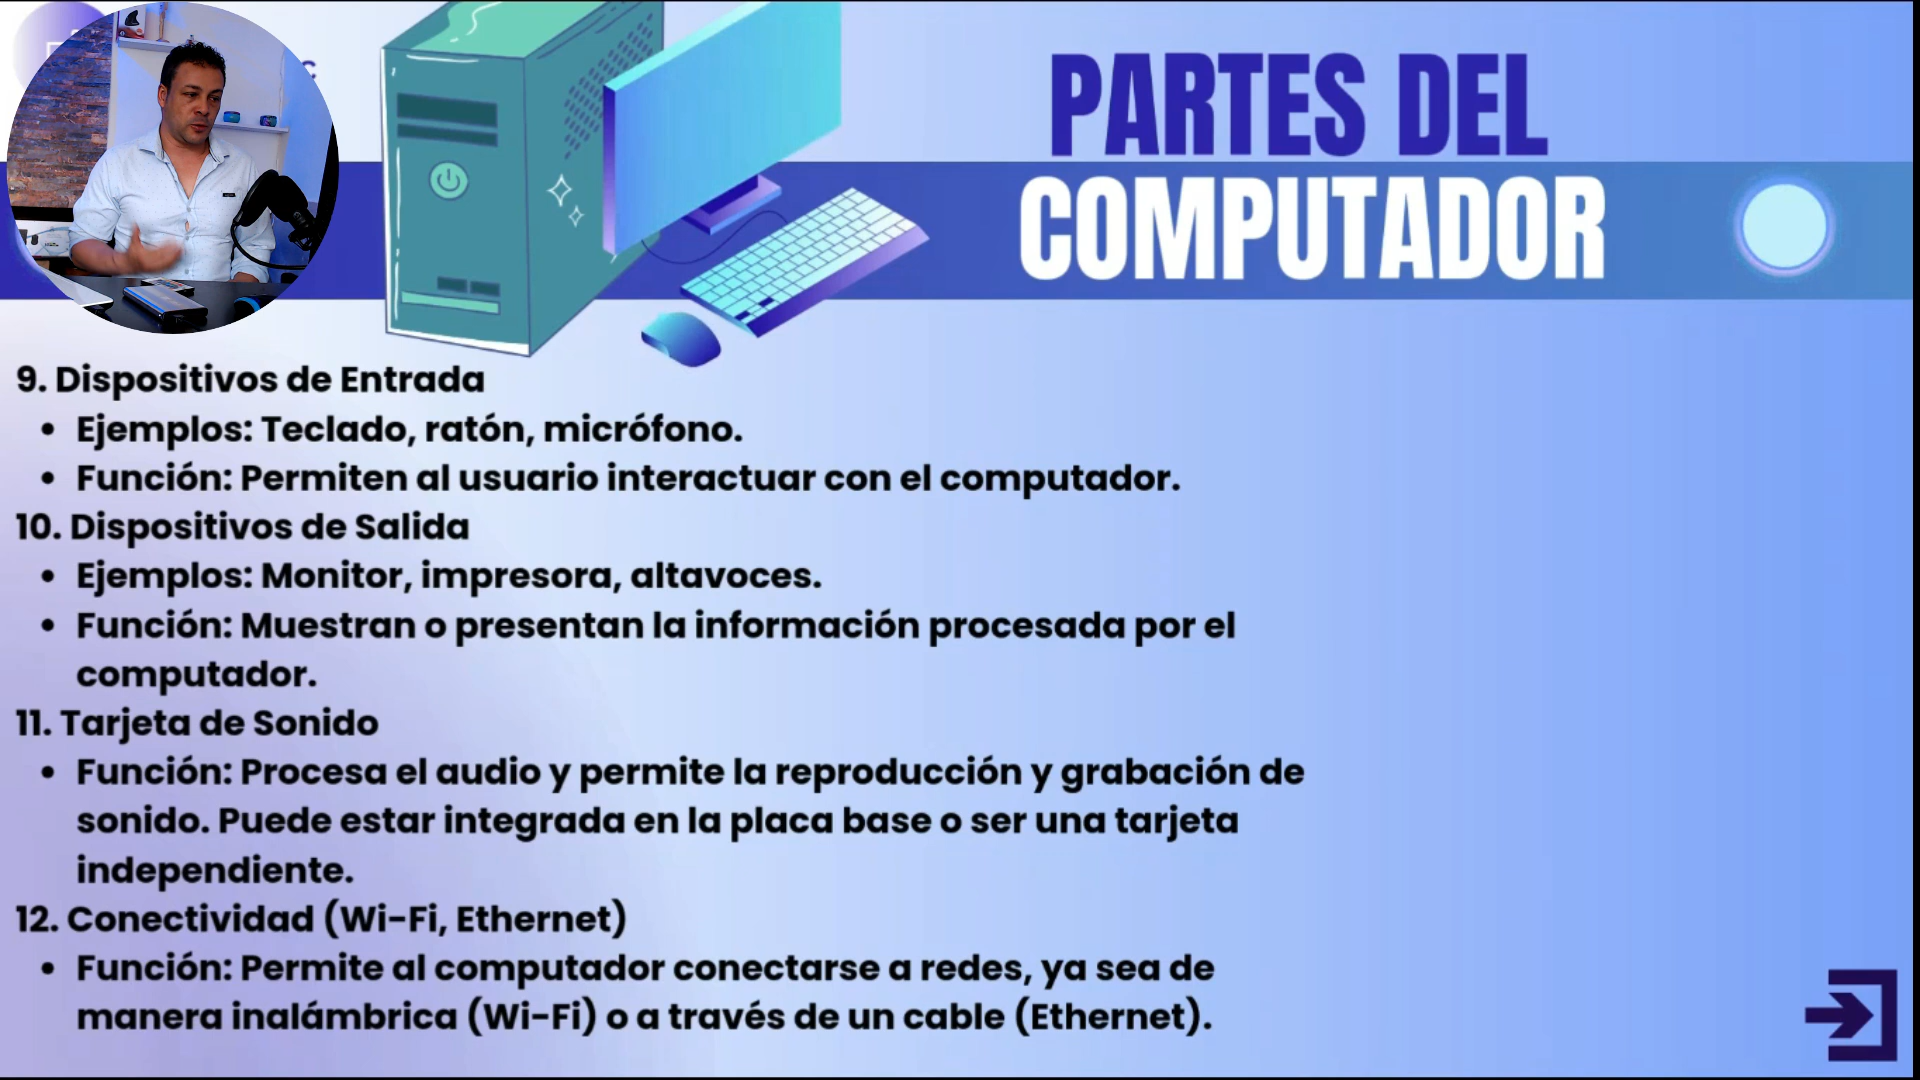 PARTES DEL
COMPUTADOR
9. Dispositivos de Entrada
• Ejemplos: Teclado, ratón, micrófono.
• Función: Permiten al usuario interactuar con el computador.
10. Dispositivos de Salida
• Ejemplos: Monitor, impresora, altavoces.
• Función: Muestran o presentan la información procesada por el
computador.
11. Tarjeta de Sonido
• Función: Procesa el audio y permite la reproducción y grabación de
sonido. Puede estar integrada en la placa base o ser una tarjeta
independiente.
12. Conectividad (Wi-Fi, Ethernet)
• Función: Permite al computador conectarse a redes, ya sea de
manera inalámbrica (Wi-Fi) o a través de un cable (Ethernet).